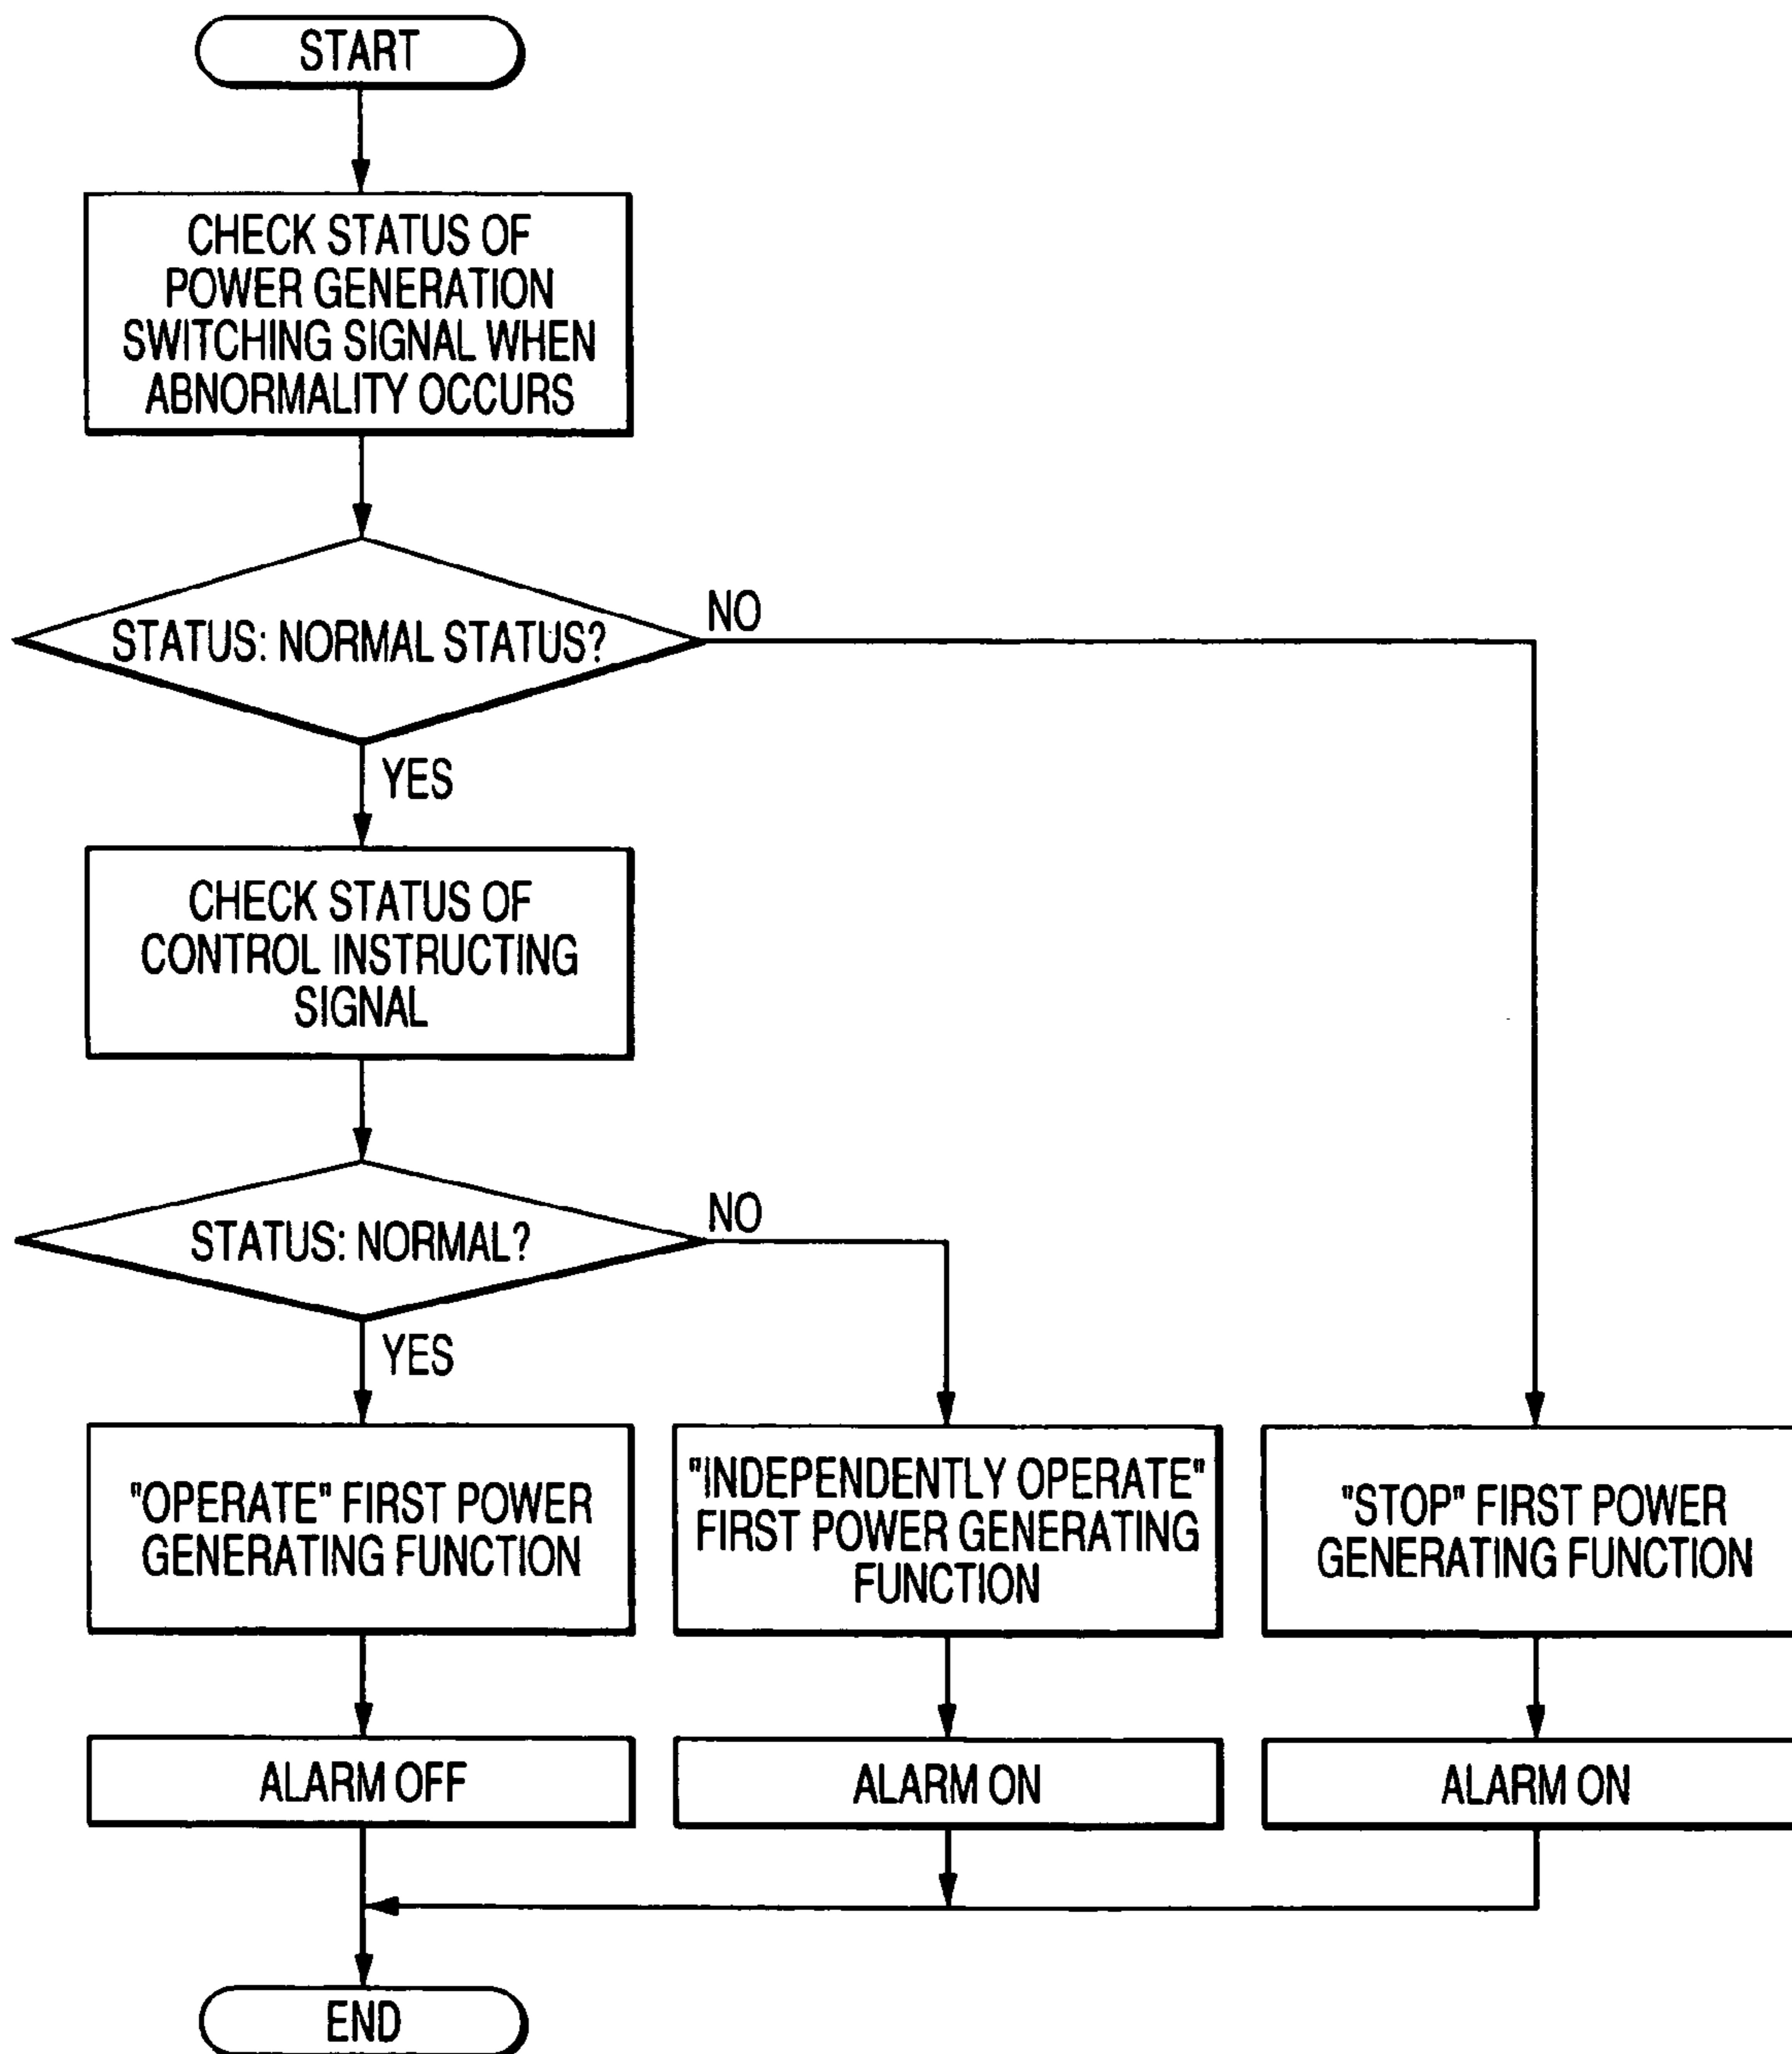 START
CHECK STATUS OF
POWER GENERATION
SWITCHING SIGNAL WHEN
ABNORMALITY OCCURS
STATUS: NORMAL STATUS?
NO
YES
CHECK STATUS OF
CONTROL INSTRUCTING
SIGNAL
STATUS: NORMAL?
NO
YES
"OPERATE" FIRST POWER
GENERATING FUNCTION
"INDEPENDENTLY OPERATE"
FIRST POWER GENERATING
FUNCTION
"STOP" FIRST POWER
GENERATING FUNCTION
ALARM OFF
ALARM ON
ALARM ON
END